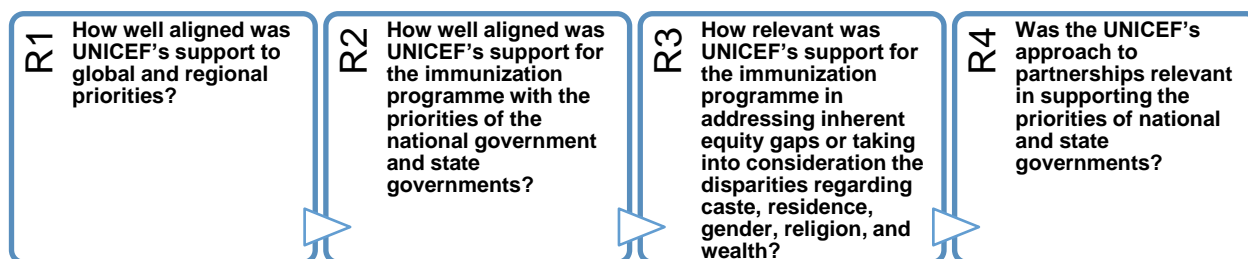 R1
How well aligned was
UNICEF's support to
global and regional
priorities?
R2
How well aligned was
UNICEF's support for
the immunization
programme with the
priorities of the
national government
and state
governments?
R3
How relevant was
UNICEF's support for
the immunization
programme in
addressing inherent
equity gaps or taking
into consideration the
disparities regarding
caste, residence,
gender, religion, and
wealth?
R4
Was the UNICEF's
approach to
partnerships relevant
in supporting the
priorities of national
and state
governments?